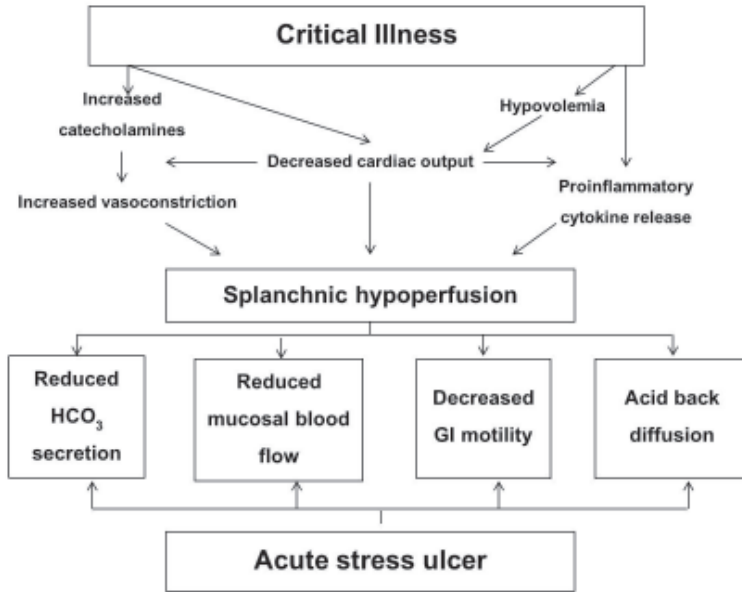 Critical Illness
Increased
catecholamines
Hypovolemia
Decreased cardiac output
Increased vasoconstriction
Proinflammatory
cytokine release
Splanchnic hypoperfusion
Reduced
HCO₃
secretion
Reduced
mucosal blood
flow
Decreased
GI motility
Acid back
diffusion
Acute stress ulcer